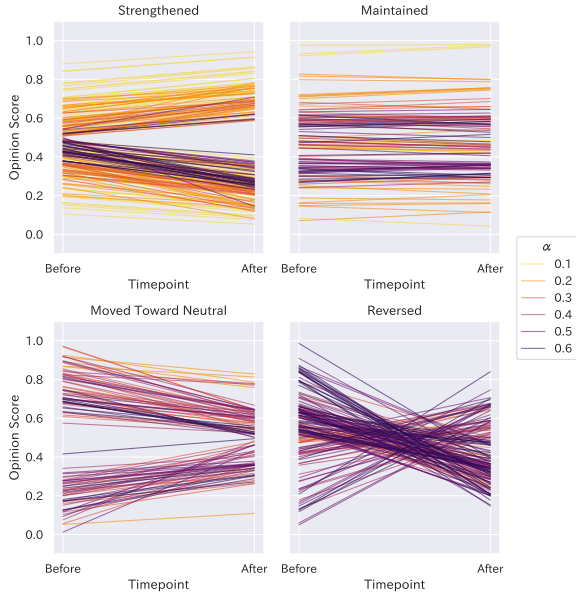 Strengthened
Maintained
1.0
0.8
0.6
0.4
0.2
0.0
Opinion Score
Before
After
Before
After
Timepoint
Timepoint
α
0.1
0.2
0.3
0.4
0.5
0.6
Moved Toward Neutral
Reversed
1.0
0.8
0.6
0.4
0.2
0.0
Opinion Score
Before
After
Before
After
Timepoint
Timepoint